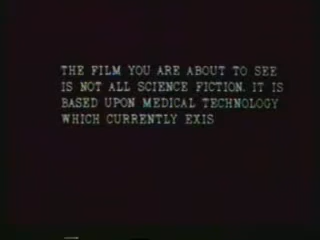 THE FILM YOU ARE ABOUT TO SEE
IS NOT ALL SCIENCE FICTION. IT IS
BASED UPON MEDICAL TECHNOLOGY
WHICH CURRENTLY EXIS